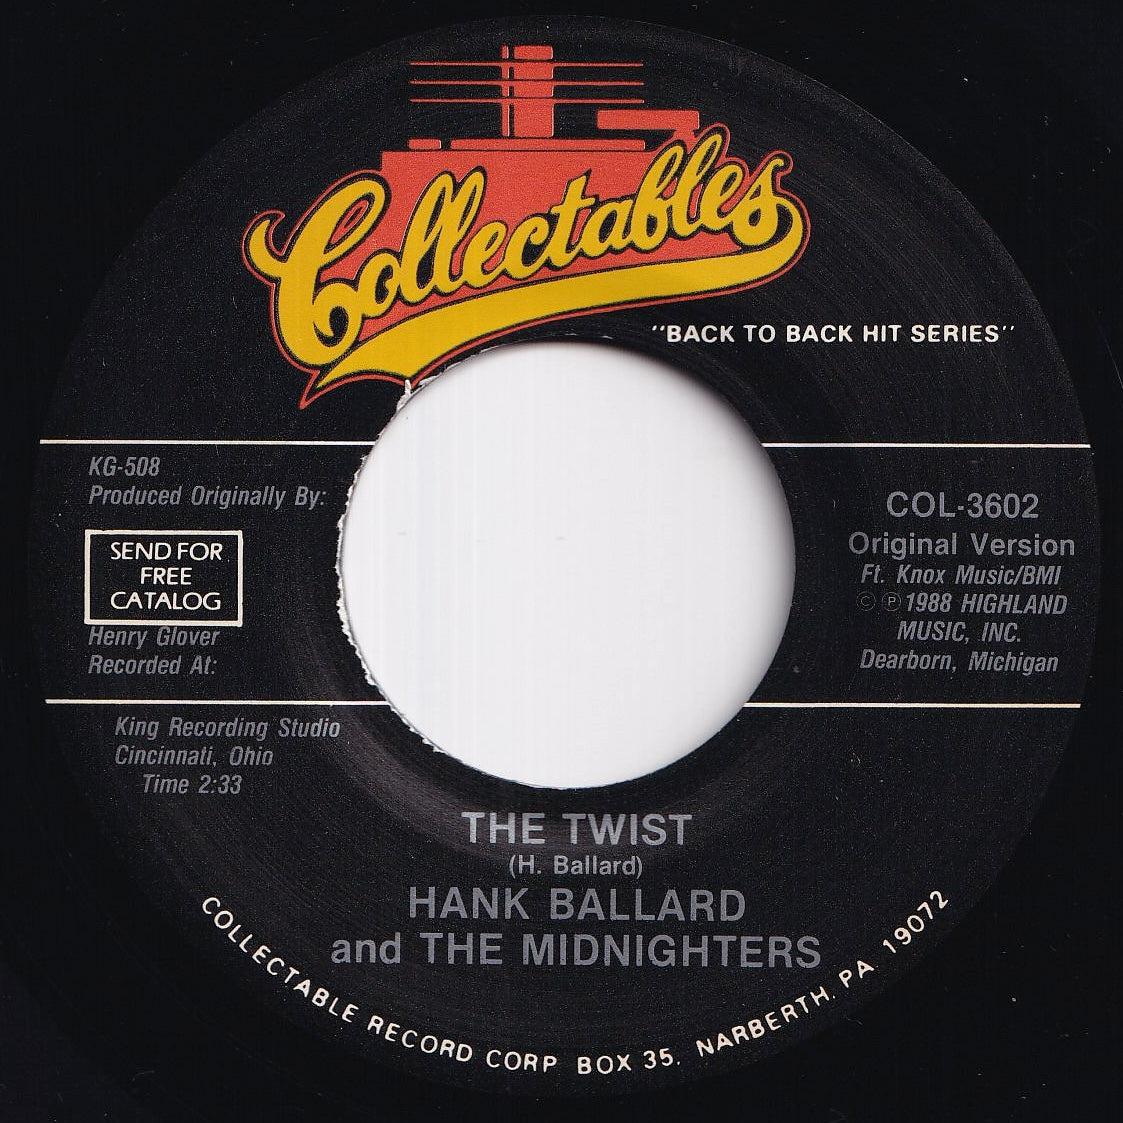 Collectables
"BACK TO BACK HIT SERIES"
KG-508
Produced Originally By:
SEND FOR
FREE
CATALOG
Henry Glover
Recorded At:
King Recording Studio
Cincinnati, Ohio
Time 2:33
COL-3602
Original Version
Ft. Knox Music/BMI
© ℗ 1988 HIGHLAND
MUSIC, INC.
Dearborn, Michigan
THE TWIST
(H. Ballard)
HANK BALLARD
and THE MIDNIGHTERS
COLLECTABLE RECORD CORP BOX 35. NARBERTH, PA 19072